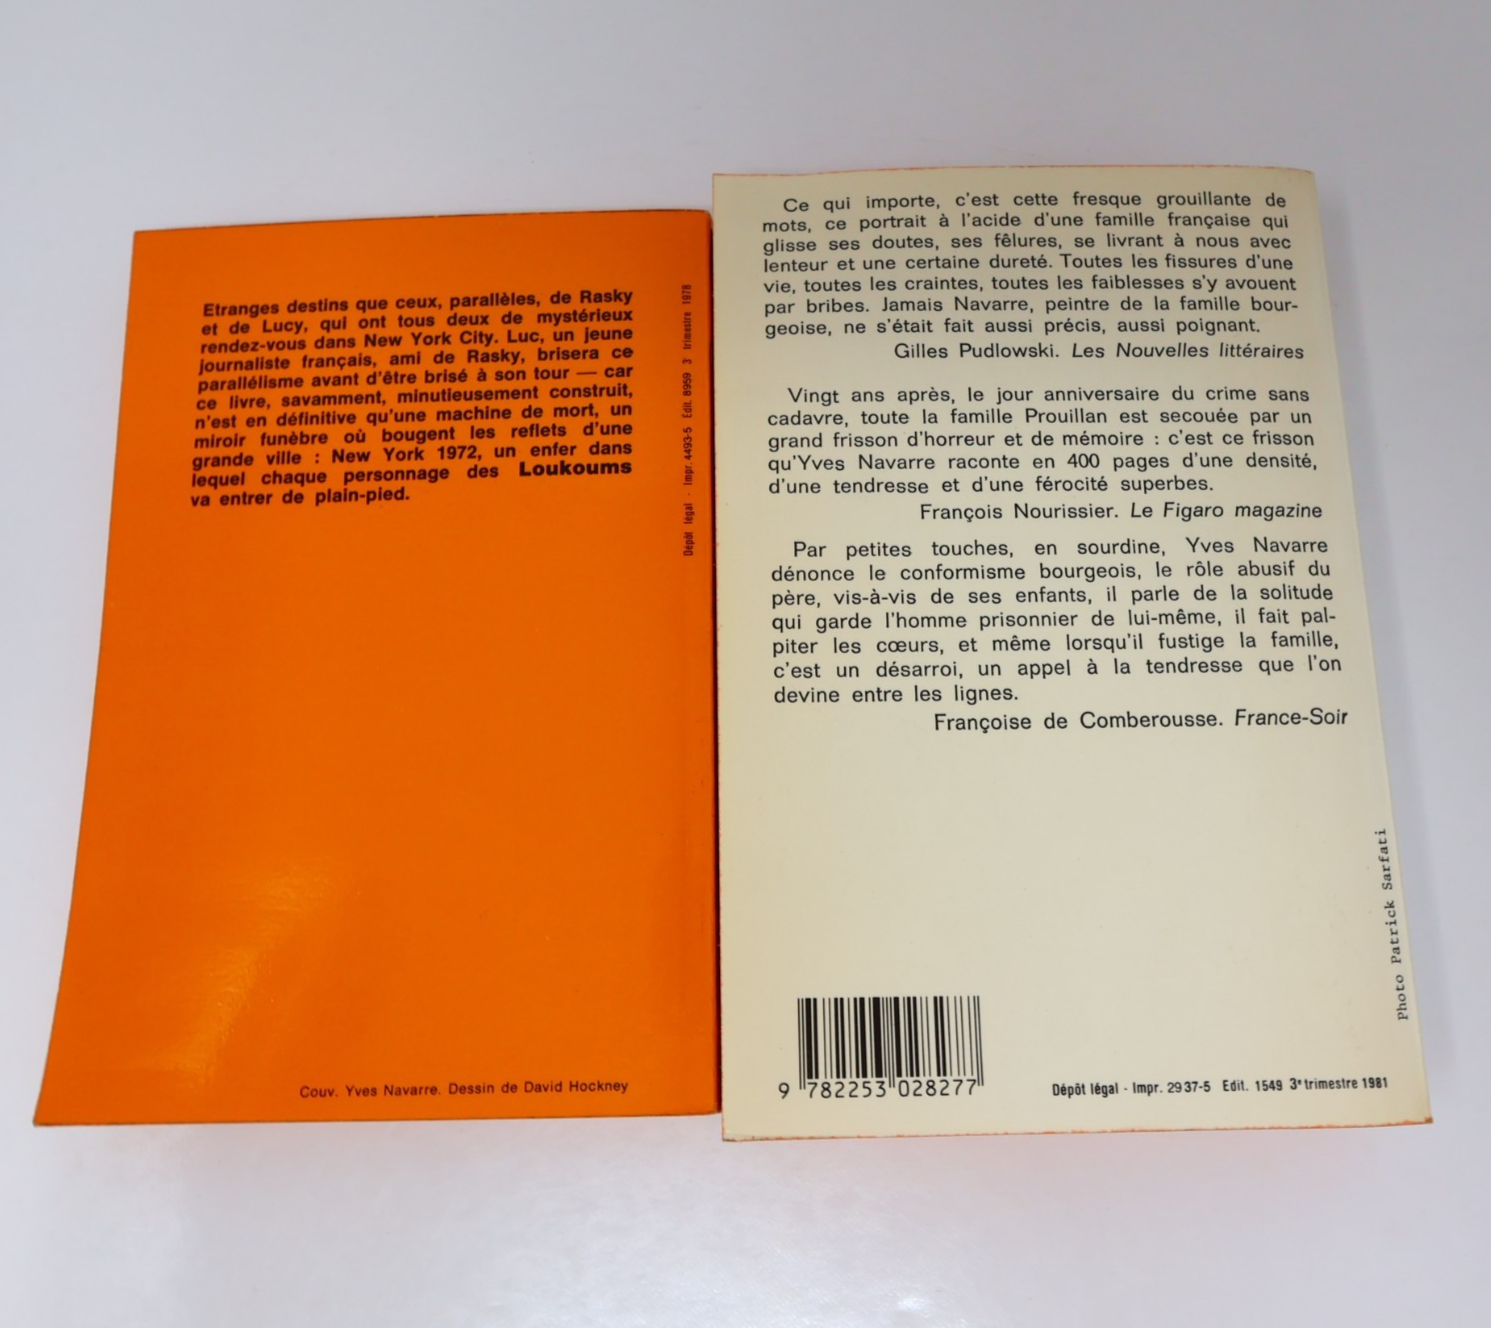 Etranges destins que ceux, parallèles, de Rasky
et de Lucy, qui ont tous deux de mystérieux
rendez-vous dans New York City. Luc, un jeune
journaliste français, ami de Rasky, brisera ce
parallélisme avant d'être brisé à son tour — car
ce livre, savamment, minutieusement construit,
n'est en définitive qu'une machine de mort, un
miroir funèbre où bougent les reflets d'une
grande ville : New York 1972, un enfer dans
lequel chaque personnage des Loukoums
va entrer de plain-pied.
Dépôt légal - Impr. 4493-5 Edit. 8959 3ᵉ trimestre 1978
Couv. Yves Navarre. Dessin de David Hockney
Ce qui importe, c'est cette fresque grouillante de
mots, ce portrait à l'acide d'une famille française qui
glisse ses doutes, ses fêlures, se livrant à nous avec
lenteur et une certaine dureté. Toutes les fissures d'une
vie, toutes les craintes, toutes les faiblesses s'y avouent
par bribes. Jamais Navarre, peintre de la famille bour-
geoise, ne s'était fait aussi précis, aussi poignant.
Gilles Pudlowski. Les Nouvelles littéraires
Vingt ans après, le jour anniversaire du crime sans
cadavre, toute la famille Prouillan est secouée par un
grand frisson d'horreur et de mémoire : c'est ce frisson
qu'Yves Navarre raconte en 400 pages d'une densité,
d'une tendresse et d'une férocité superbes.
François Nourissier. Le Figaro magazine
Par petites touches, en sourdine, Yves Navarre
dénonce le conformisme bourgeois, le rôle abusif du
père, vis-à-vis de ses enfants, il parle de la solitude
qui garde l'homme prisonnier de lui-même, il fait pal-
piter les cœurs, et même lorsqu'il fustige la famille,
c'est un désarroi, un appel à la tendresse que l'on
devine entre les lignes.
Françoise de Comberousse. France-Soir
Photo Patrick Sarfati
9 782253 028277
Dépôt légal - Impr. 2937-5 Edit. 1549 3ᵉ trimestre 1981